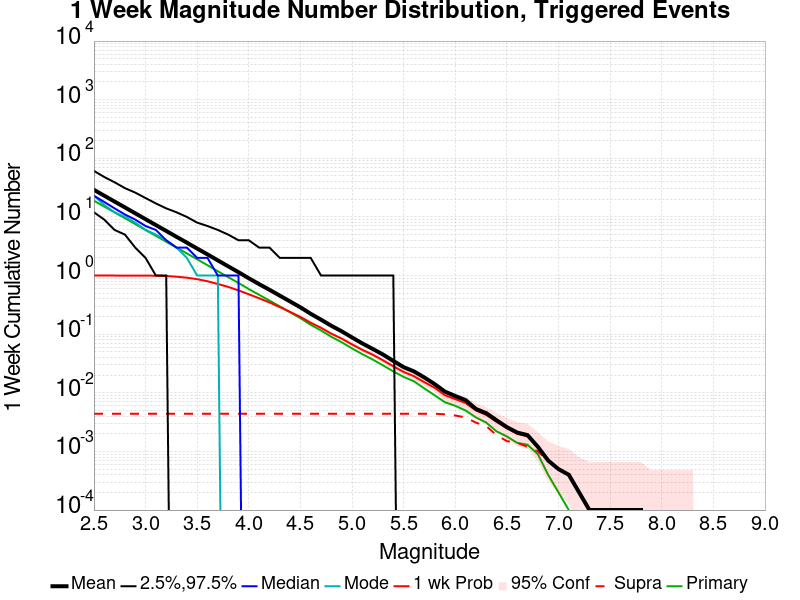 1 Week Magnitude Number Distribution, Triggered Events
10 4
10 3
10 2
10 1
10 0
10 -1
10 -2
10 -3
10 -4
1 Week Cumulative Number
2.5 3.0 3.5 4.0 4.5 5.0 5.5 6.0 6.5 7.0 7.5 8.0 8.5 9.0
Magnitude
Mean 2.5%,97.5% Median Mode 1 wk Prob 95% Conf Supra Primary